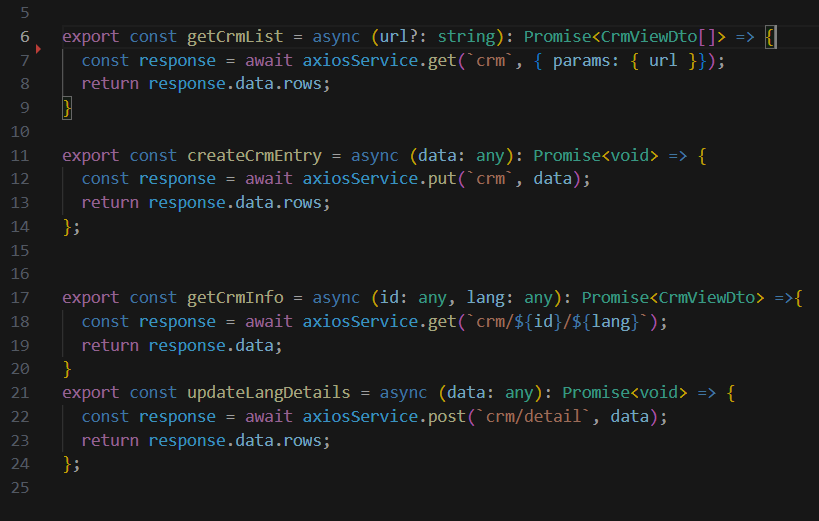 5
6 export const getCrmList = async (url?: string): Promise<CrmViewDto[]> => {
7 const response = await axiosService.get(`crm`, { params: { url }});
8 return response.data.rows;
9 }
10
11 export const createCrmEntry = async (data: any): Promise<void> => {
12 const response = await axiosService.put(`crm`, data);
13 return response.data.rows;
14 };
15
16
17 export const getCrmInfo = async (id: any, lang: any): Promise<CrmViewDto> =>{
18 const response = await axiosService.get(`crm/${id}/${lang}`);
19 return response.data;
20 }
21 export const updateLangDetails = async (data: any): Promise<void> => {
22 const response = await axiosService.post(`crm/detail`, data);
23 return response.data.rows;
24 };
25